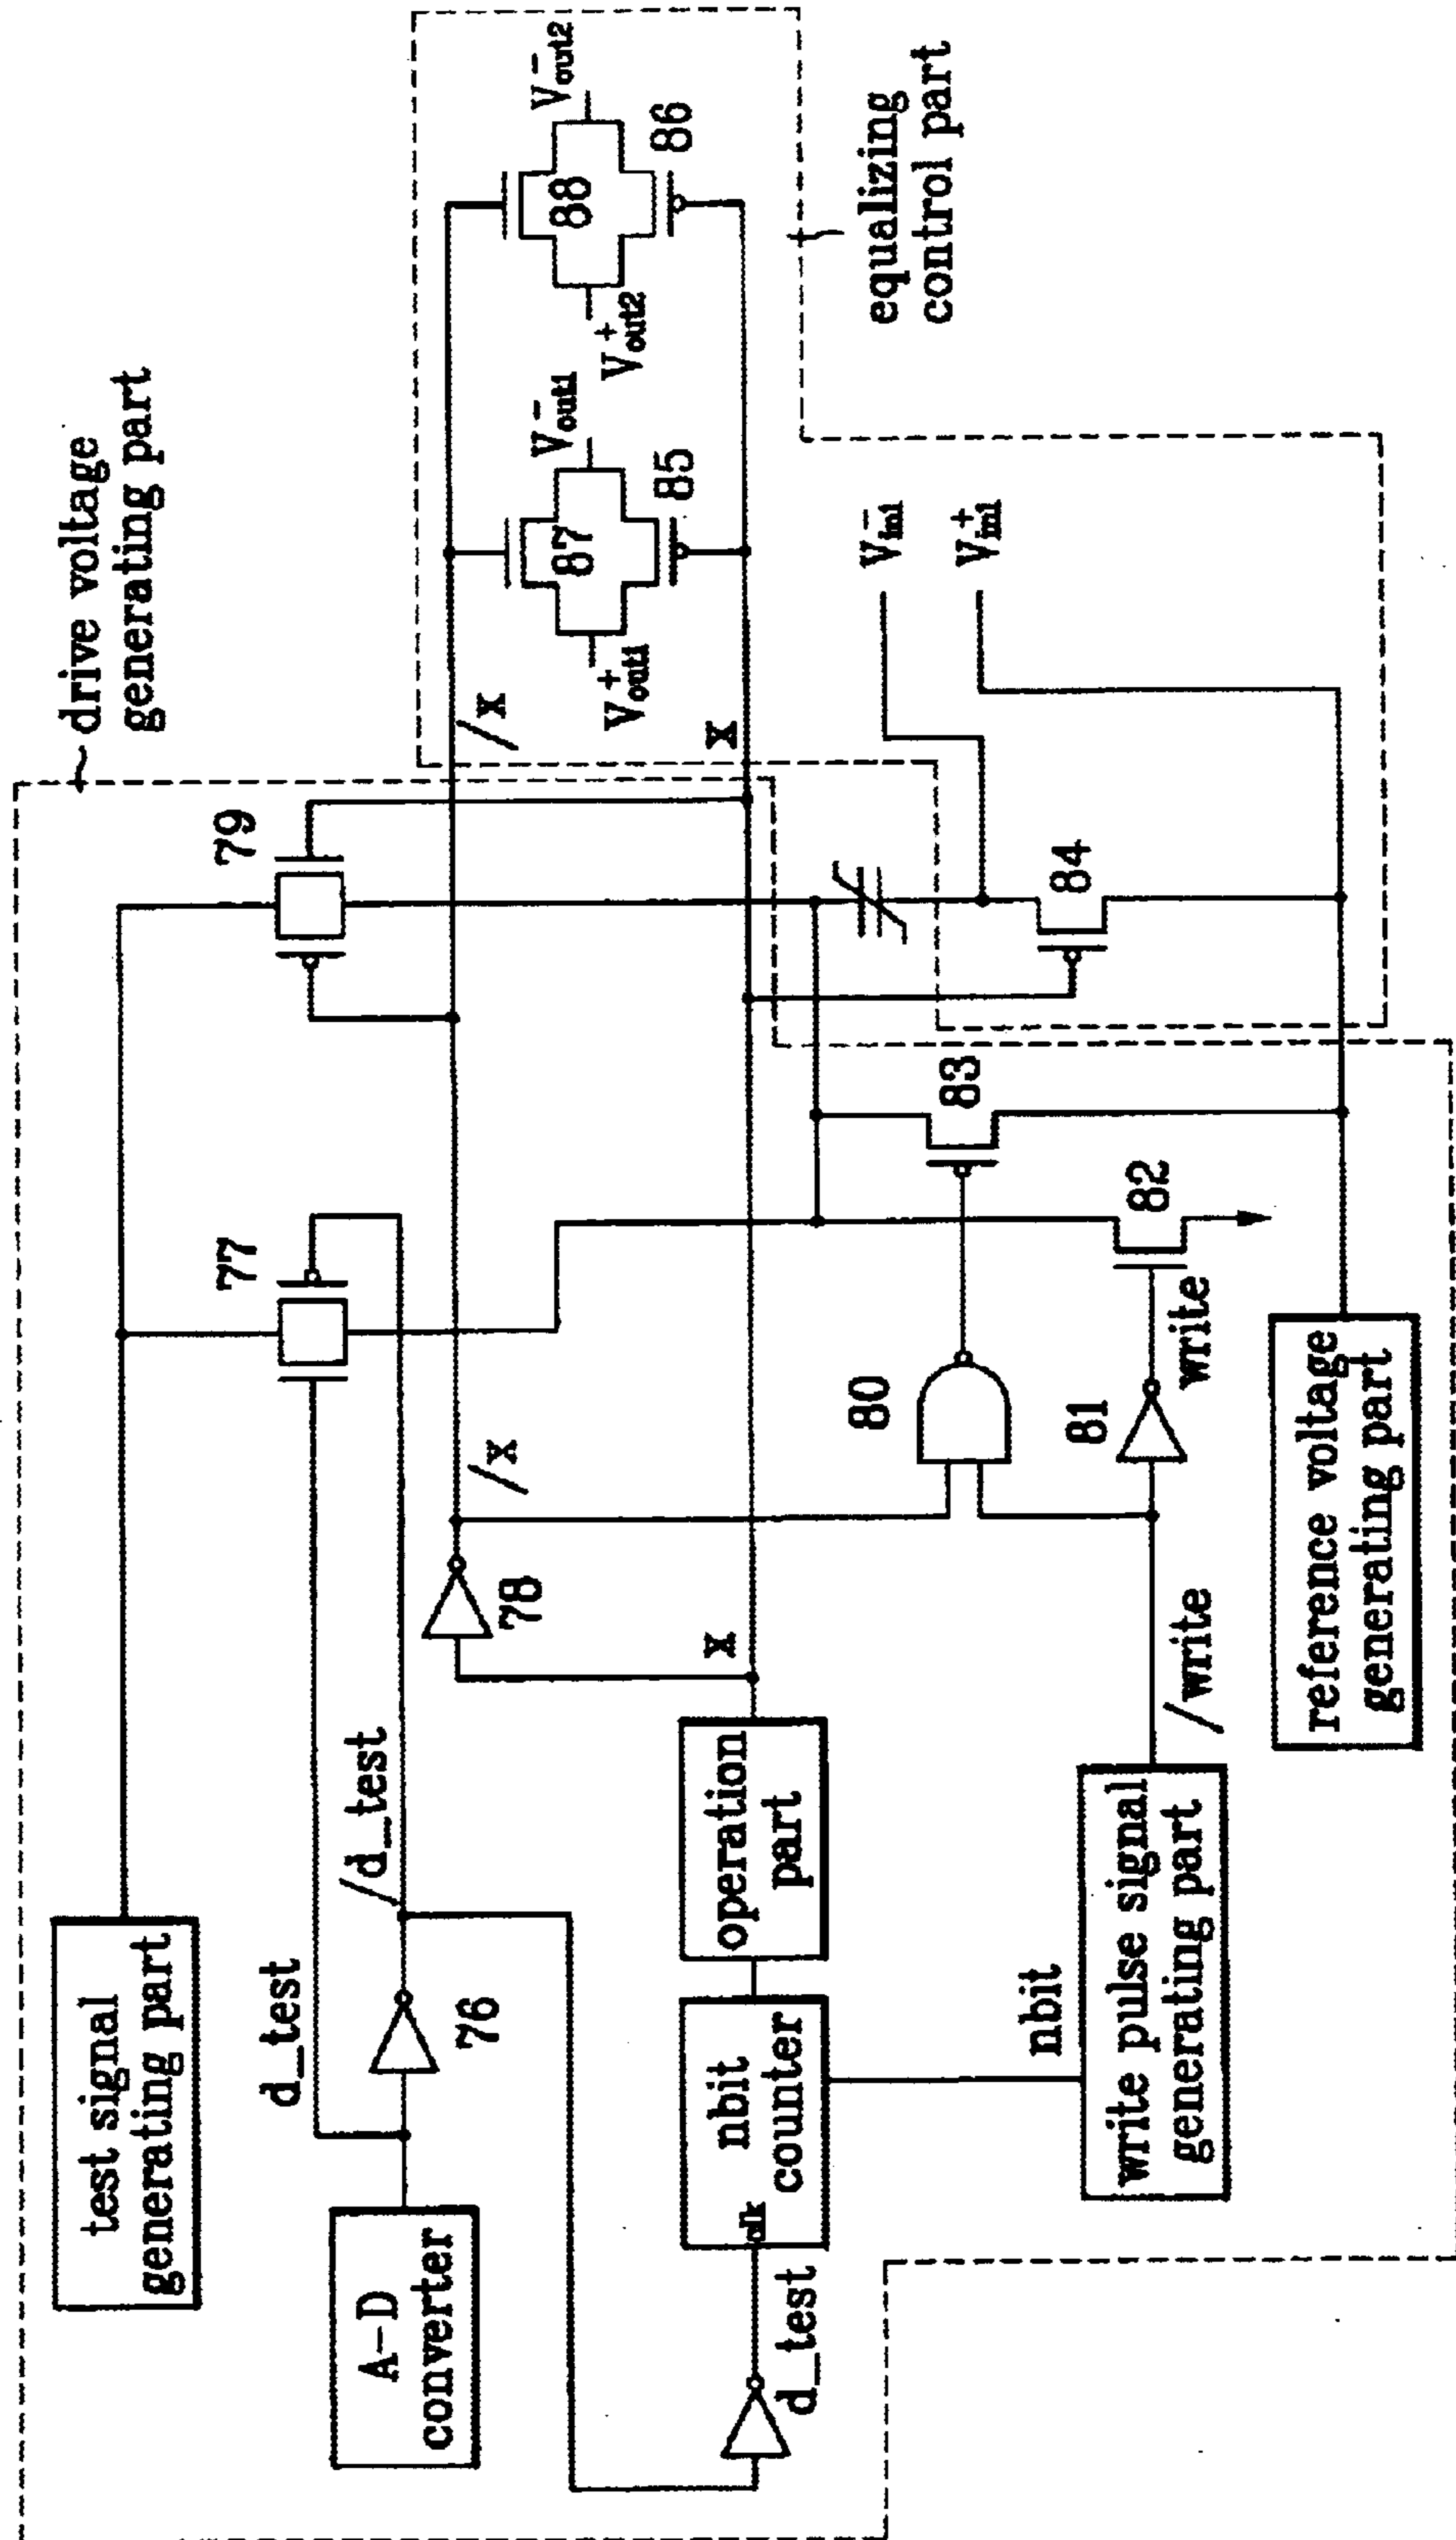 drive voltage
generating part
test signal
generating part
d_test
77
79
A-D
converter
76
/d_test
78
/x
/x
87
88
V+out1
V-out1
V+out2
V-out2
85
86
d_test
clk
nbit
counter
operation
part
x
x
equalizing
control part
80
83
84
V-in1
V+in1
nbit
write pulse signal
generating part
/write
81
write
82
reference voltage
generating part